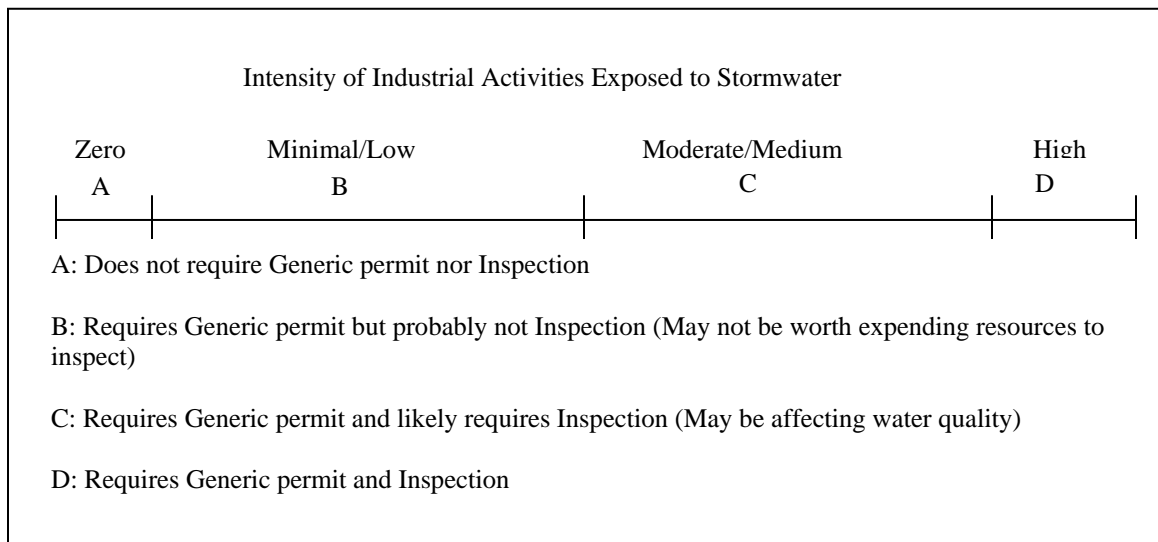 Intensity of Industrial Activities Exposed to Stormwater
Zero Minimal/Low Moderate/Medium High
A B C D
A: Does not require Generic permit nor Inspection
B: Requires Generic permit but probably not Inspection (May not be worth expending resources to
inspect)
C: Requires Generic permit and likely requires Inspection (May be affecting water quality)
D: Requires Generic permit and Inspection